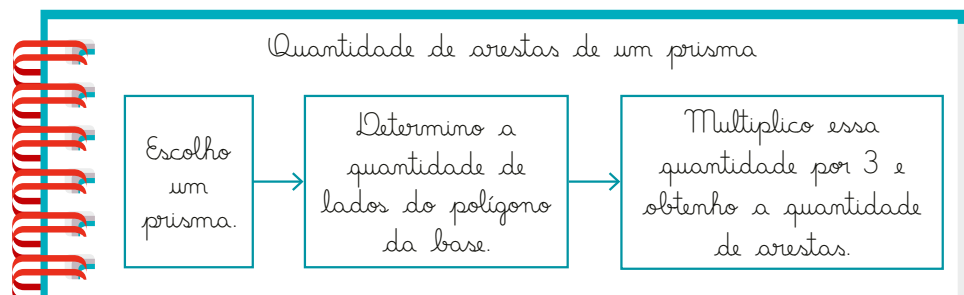 Quantidade de arestas de um prisma
Escolho
um
prisma.
Determino a
quantidade de
lados do polígono
da base.
Multiplico essa
quantidade por 3 e
obtenho a quantidade
de arestas.